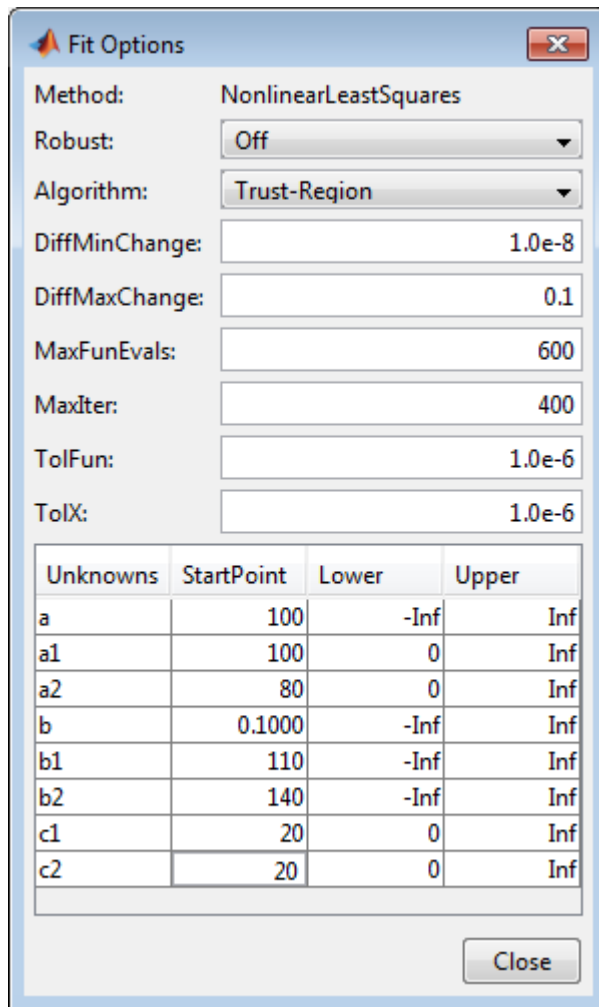 Fit Options
Method: NonlinearLeastSquares
Robust: Off
Algorithm: Trust-Region
DiffMinChange: 1.0e-8
DiffMaxChange: 0.1
MaxFunEvals: 600
MaxIter: 400
TolFun: 1.0e-6
TolX: 1.0e-6
Unknowns StartPoint Lower Upper
a 100 -Inf Inf
a1 100 0 Inf
a2 80 0 Inf
b 0.1000 -Inf Inf
b1 110 -Inf Inf
b2 140 -Inf Inf
c1 20 0 Inf
c2 20 0 Inf
Close